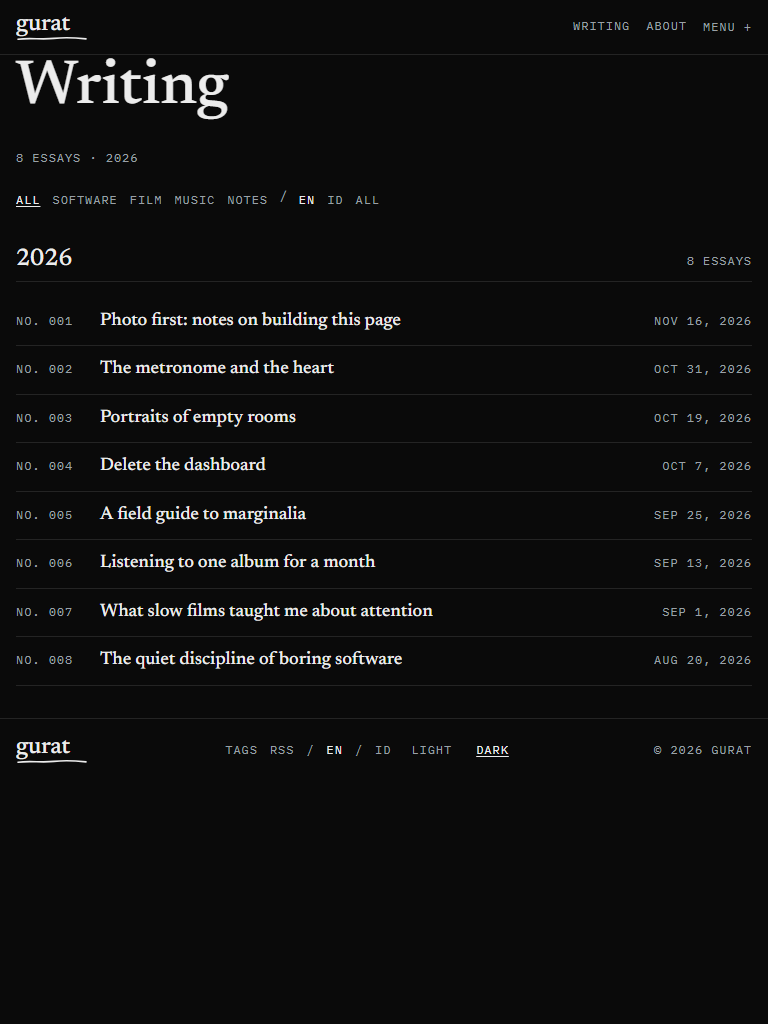 gurat
WRITING ABOUT MENU +
Writing
8 ESSAYS · 2026
ALL SOFTWARE FILM MUSIC NOTES / EN ID ALL
2026 8 ESSAYS
NO. 001 Photo first: notes on building this page NOV 16, 2026
NO. 002 The metronome and the heart OCT 31, 2026
NO. 003 Portraits of empty rooms OCT 19, 2026
NO. 004 Delete the dashboard OCT 7, 2026
NO. 005 A field guide to marginalia SEP 25, 2026
NO. 006 Listening to one album for a month SEP 13, 2026
NO. 007 What slow films taught me about attention SEP 1, 2026
NO. 008 The quiet discipline of boring software AUG 20, 2026
gurat TAGS RSS / EN / ID LIGHT DARK © 2026 GURAT